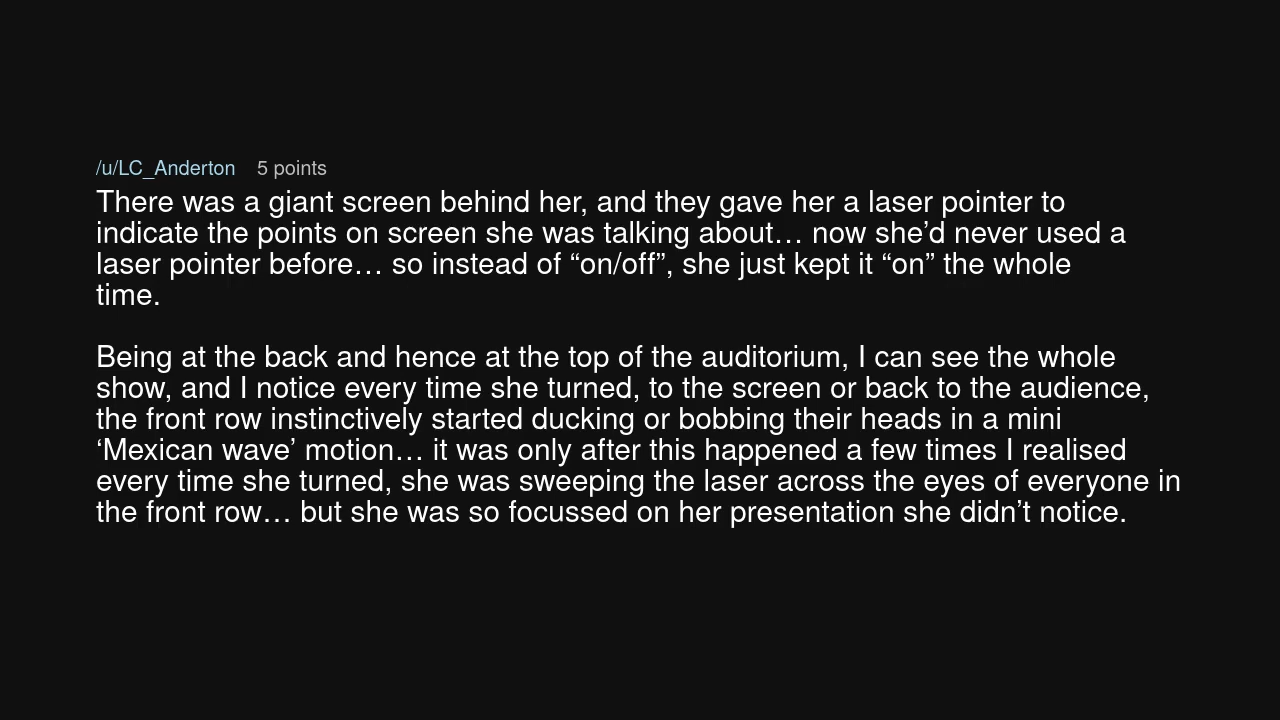 /u/LC_Anderton 5 points
There was a giant screen behind her, and they gave her a laser pointer to
indicate the points on screen she was talking about… now she’d never used a
laser pointer before… so instead of “on/off”, she just kept it “on” the whole
time.
Being at the back and hence at the top of the auditorium, I can see the whole
show, and I notice every time she turned, to the screen or back to the audience,
the front row instinctively started ducking or bobbing their heads in a mini
‘Mexican wave’ motion… it was only after this happened a few times I realised
every time she turned, she was sweeping the laser across the eyes of everyone in
the front row… but she was so focussed on her presentation she didn’t notice.